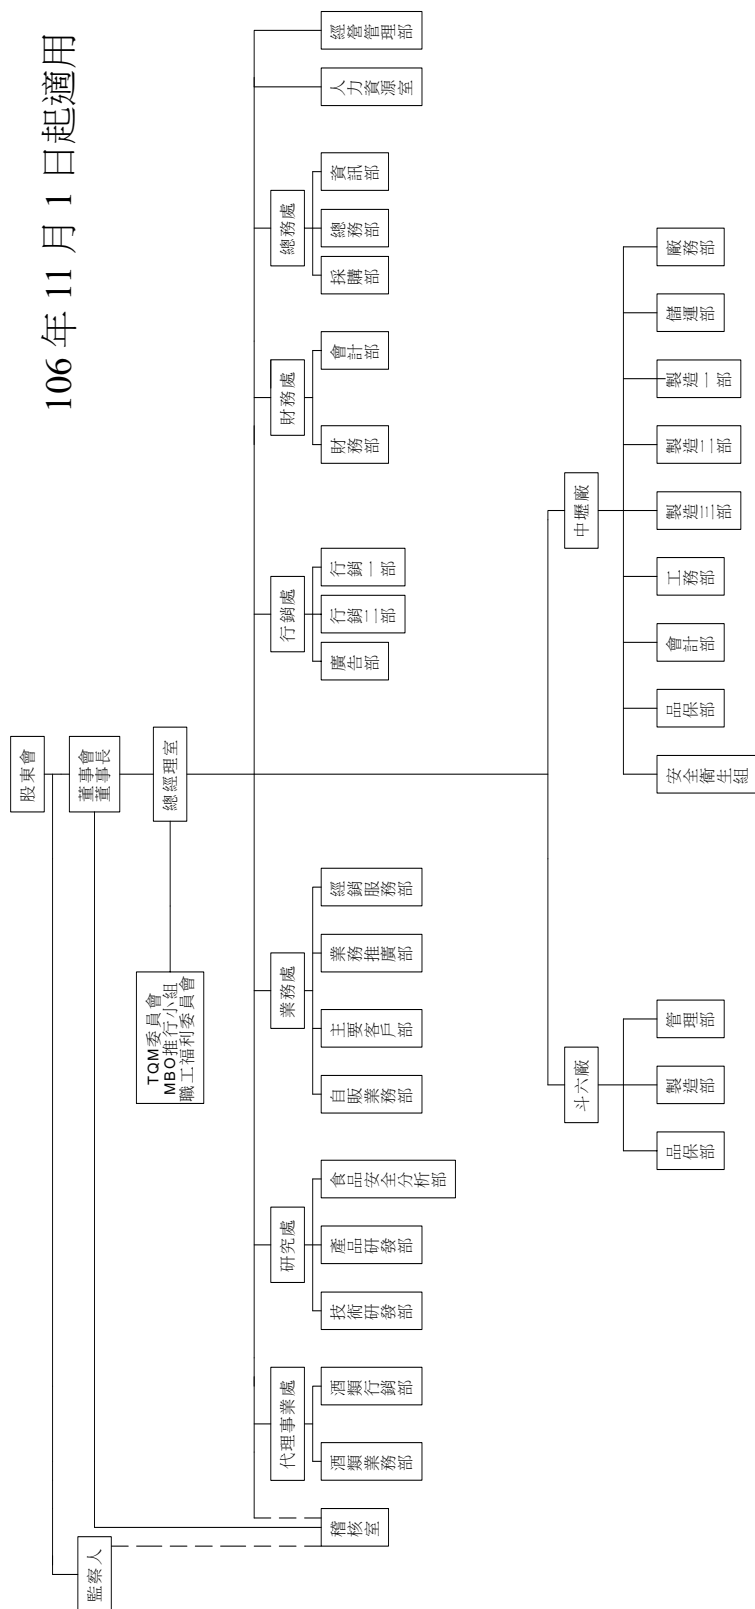 106 年 11 月 1 日起適用
股東會
監察人
董事會
董事長
總經理室
TQM委員會
MBO推行小組
職工福利委員會
稽核室
代理事業處
酒類業務部
酒類行銷部
研究處
技術研發部
產品研發部
食品安全分析部
業務處
自販業務部
主要客戶部
業務推廣部
經銷服務部
行銷處
廣告部
行銷二部
行銷一部
財務處
財務部
會計部
總務處
採購部
總務部
資訊部
人力資源室
經營管理部
斗六廠
品保部
製造部
管理部
中壢廠
安全衛生組
品保部
會計部
工務部
製造三部
製造二部
製造一部
儲運部
廠務部